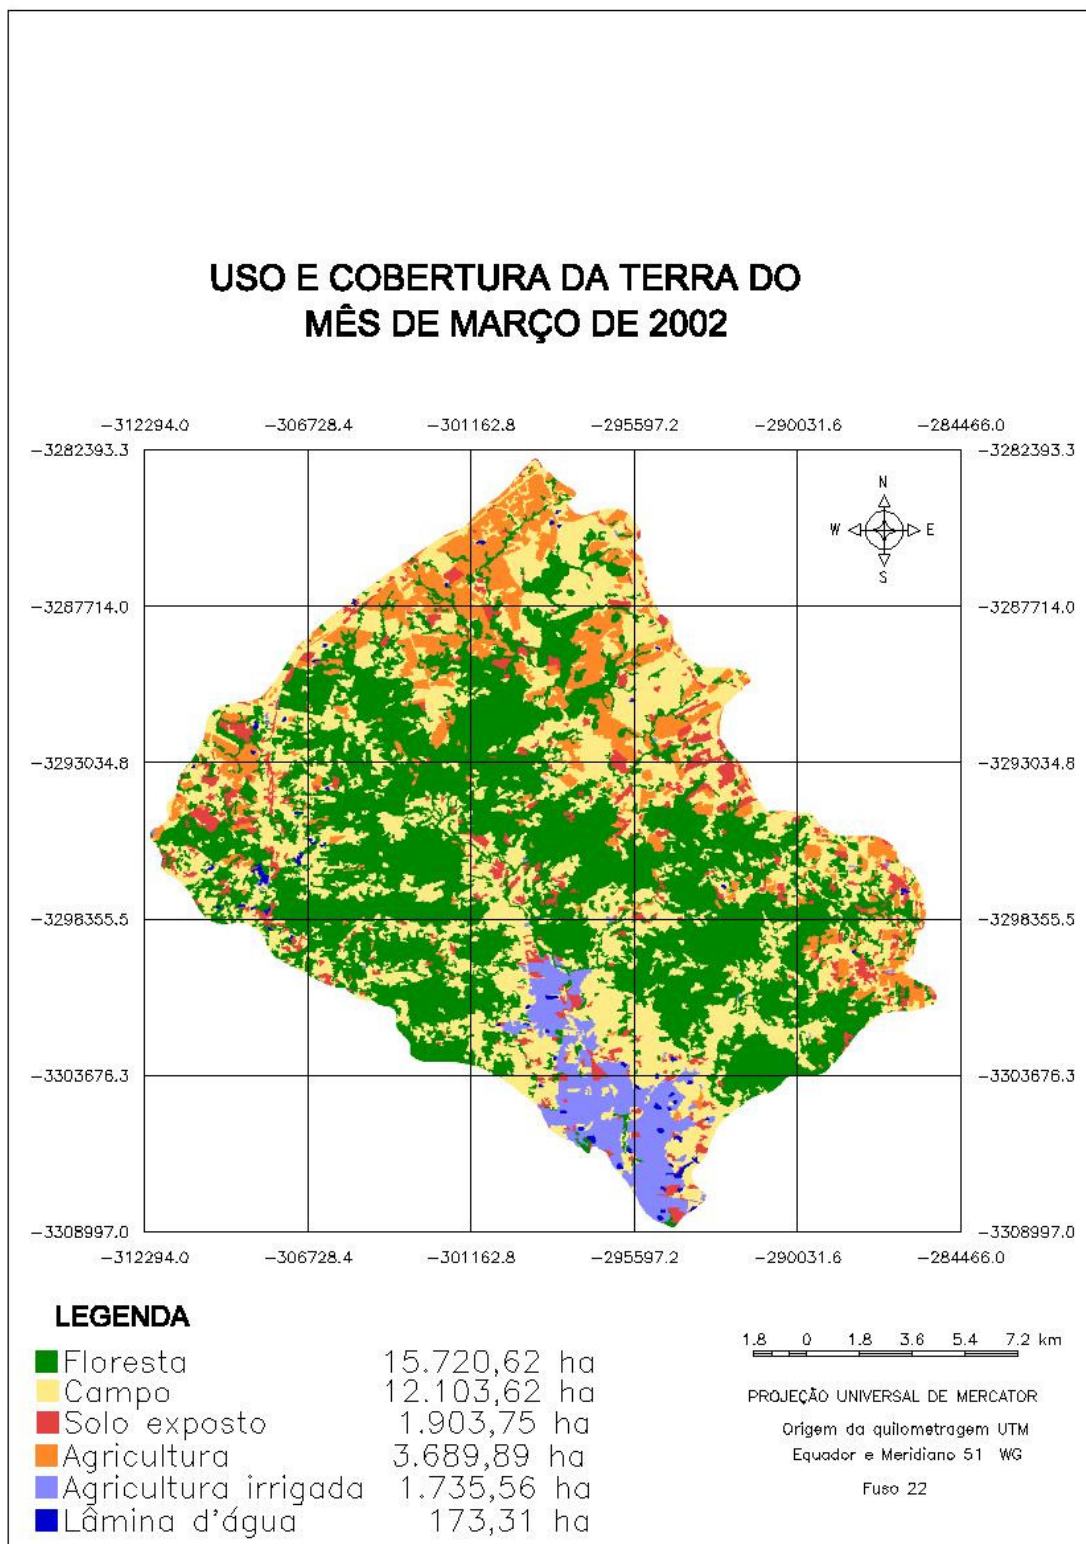 USO E COBERTURA DA TERRA DO
MÊS DE MARÇO DE 2002
-312294.0 -306728.4 -301162.8 -295597.2 -290031.6 -284466.0
-3282393.3 -3282393.3
N
W E
S
-3287714.0 -3287714.0
-3293034.8 -3293034.8
-3298355.5 -3298355.5
-3303676.3 -3303676.3
-3308997.0 -3308997.0
-312294.0 -306728.4 -301162.8 -295597.2 -290031.6 -284466.0
LEGENDA
Floresta 15.720,62 ha
Campo 12.103,62 ha
Solo exposto 1.903,75 ha
Agricultura 3.689,89 ha
Agricultura irrigada 1.735,56 ha
Lâmina d'água 173,31 ha
1.8 0 1.8 3.6 5.4 7.2 km
PROJEÇÃO UNIVERSAL DE MERCATOR
Origem da quilometragem UTM
Equador e Meridiano 51 WG
Fuso 22